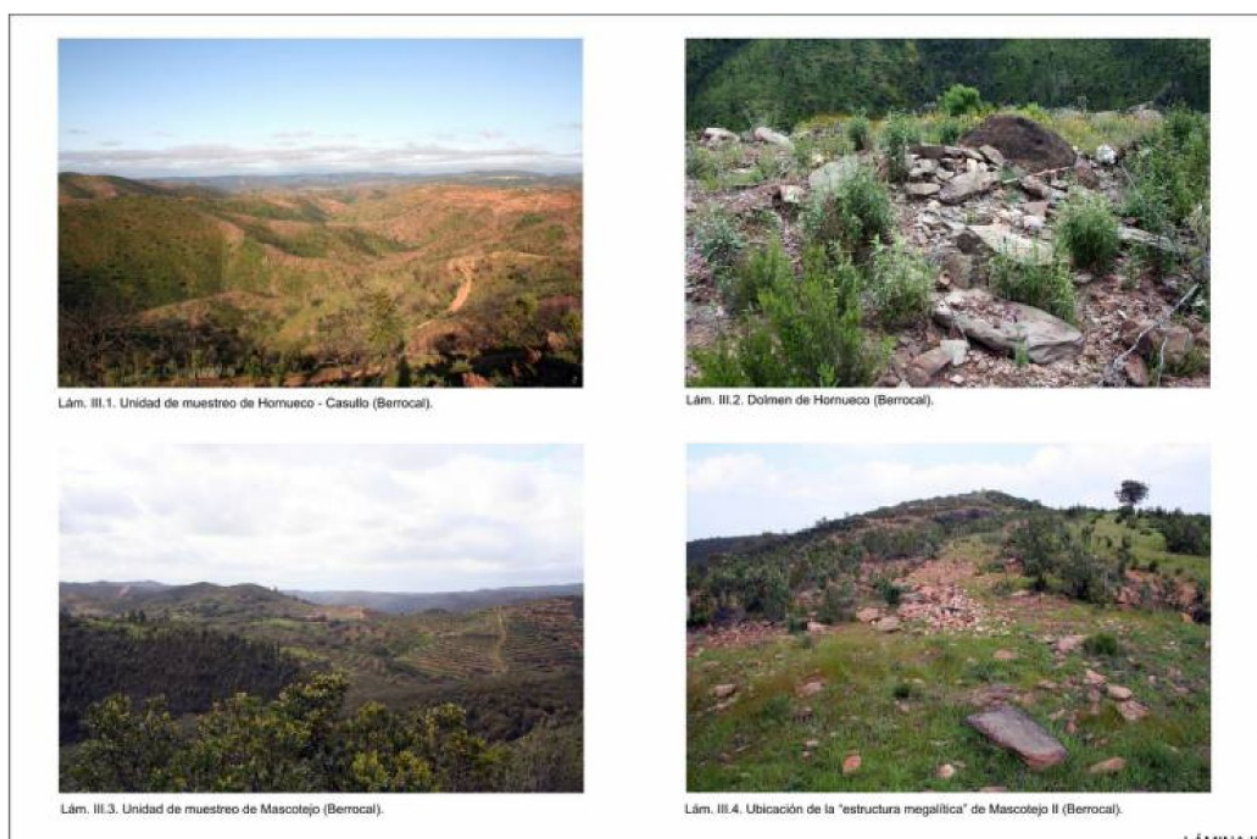 Lám. III.1. Unidad de muestreo de Hornueco - Casullo (Berrocal).
Lám. III.2. Dolmen de Hornueco (Berrocal).
Lám. III.3. Unidad de muestreo de Mascotejo (Berrocal).
Lám. III.4. Ubicación de la "estructura megalítica" de Mascotejo II (Berrocal).